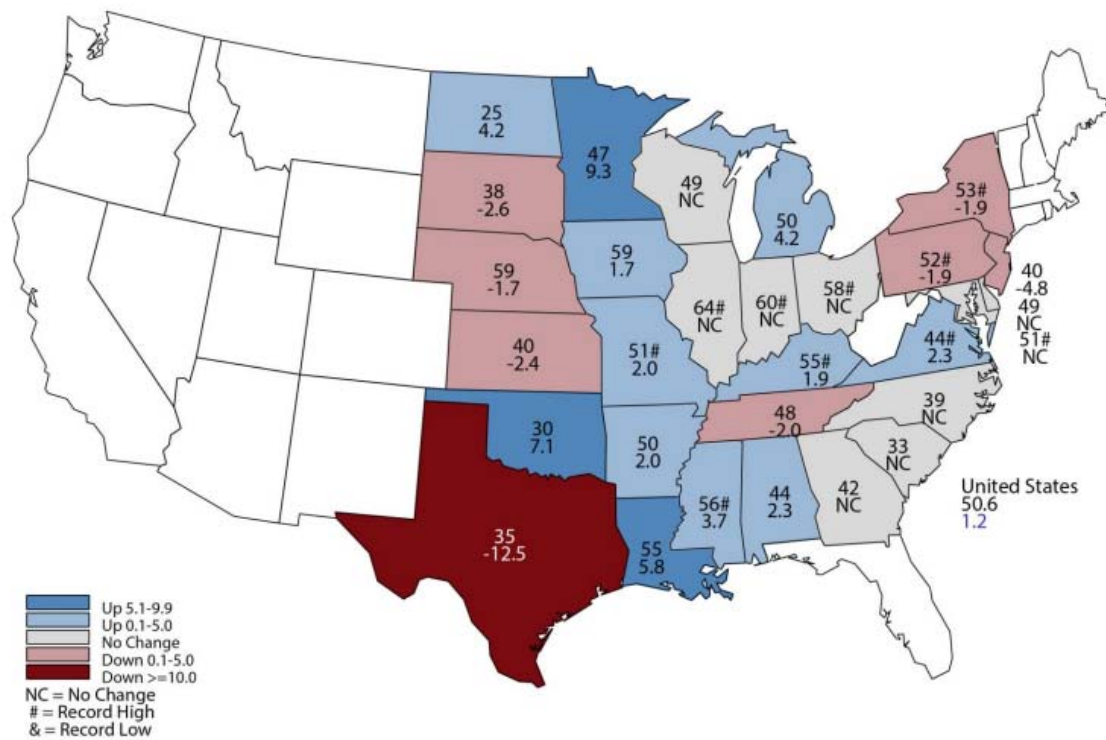 25
4.2
47
9.3
49
NC
38
-2.6
50
4.2
53#
-1.9
59
-1.7
59
1.7
52#
-1.9
64#
NC
60#
NC
58#
NC
40
-4.8
49
NC
51#
NC
40
-2.4
51#
2.0
55#
1.9
44#
2.3
30
7.1
50
2.0
48
-2.0
39
NC
33
NC
56#
3.7
44
2.3
42
NC
United States
50.6
1.2
35
-12.5
55
5.8
Up 5.1-9.9
Up 0.1-5.0
No Change
Down 0.1-5.0
Down >=10.0
NC = No Change
# = Record High
& = Record Low